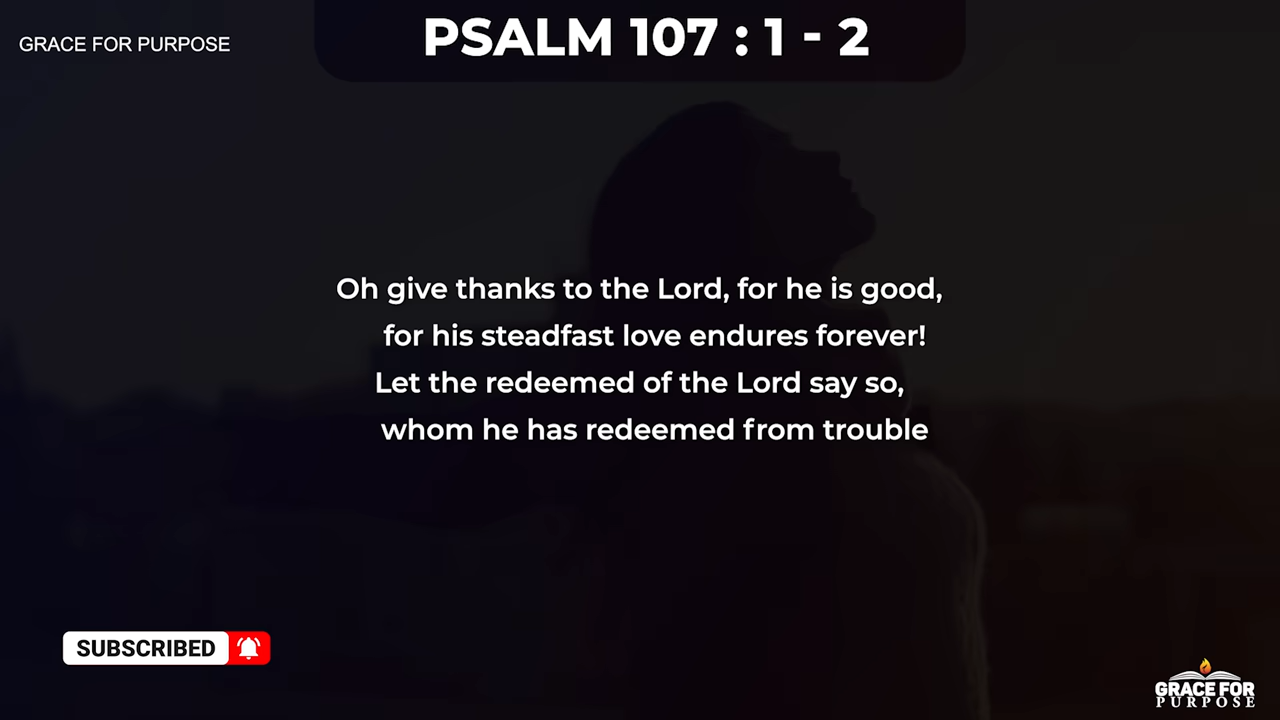 PSALM 107 : 1 - 2
GRACE FOR PURPOSE
Oh give thanks to the Lord, for he is good,
for his steadfast love endures forever!
Let the redeemed of the Lord say so,
whom he has redeemed from trouble
SUBSCRIBED
GRACE FOR
PURPOSE